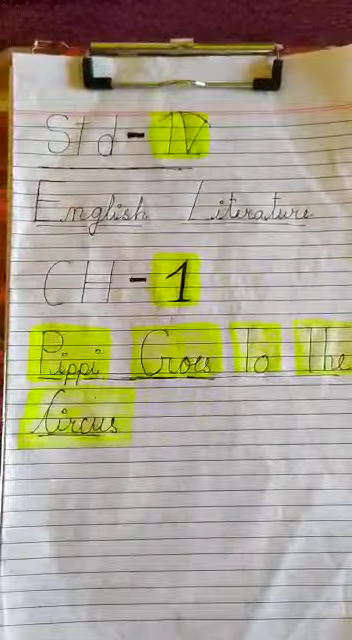 Std - IV
English Literature
CH - 1
Pippi Goes To The
Circus